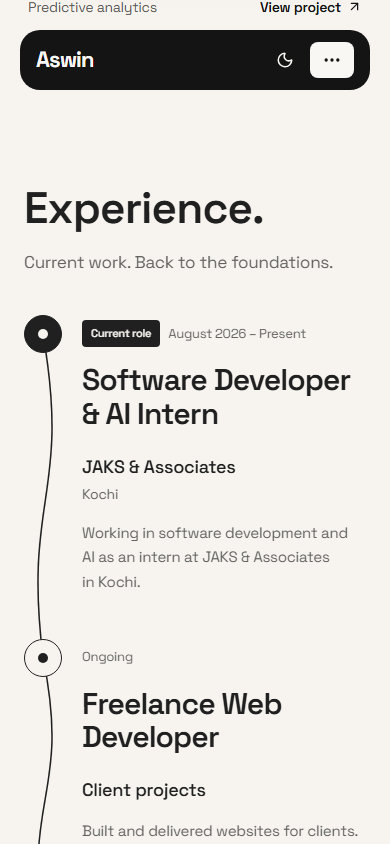 Predictive analytics View project
Aswin
Experience.
Current work. Back to the foundations.
Current role August 2026 – Present
Software Developer
& AI Intern
JAKS & Associates
Kochi
Working in software development and
AI as an intern at JAKS & Associates
in Kochi.
Ongoing
Freelance Web
Developer
Client projects
Built and delivered websites for clients.